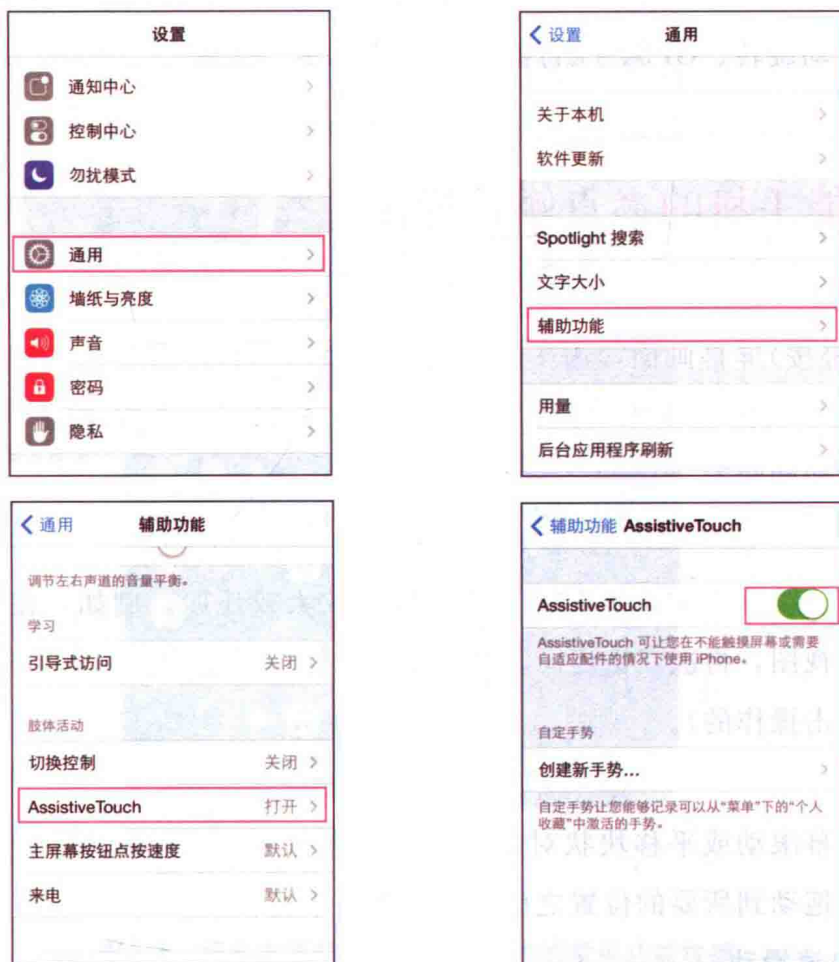 设置
通知中心
控制中心
勿扰模式
通用
墙纸与亮度
声音
密码
隐私
设置 通用
关于本机
软件更新
Spotlight 搜索
文字大小
辅助功能
用量
后台应用程序刷新
通用 辅助功能
调节左右声道的音量平衡。
学习
引导式访问 关闭
肢体活动
切换控制 关闭
AssistiveTouch 打开
主屏幕按钮点按速度 默认
来电 默认
辅助功能 AssistiveTouch
AssistiveTouch
AssistiveTouch 可让您在不能触摸屏幕或需要
自适应配件的情况下使用 iPhone。
自定手势
创建新手势...
自定手势让您能够记录可以从“菜单”下的“个人
收藏”中激活的手势。